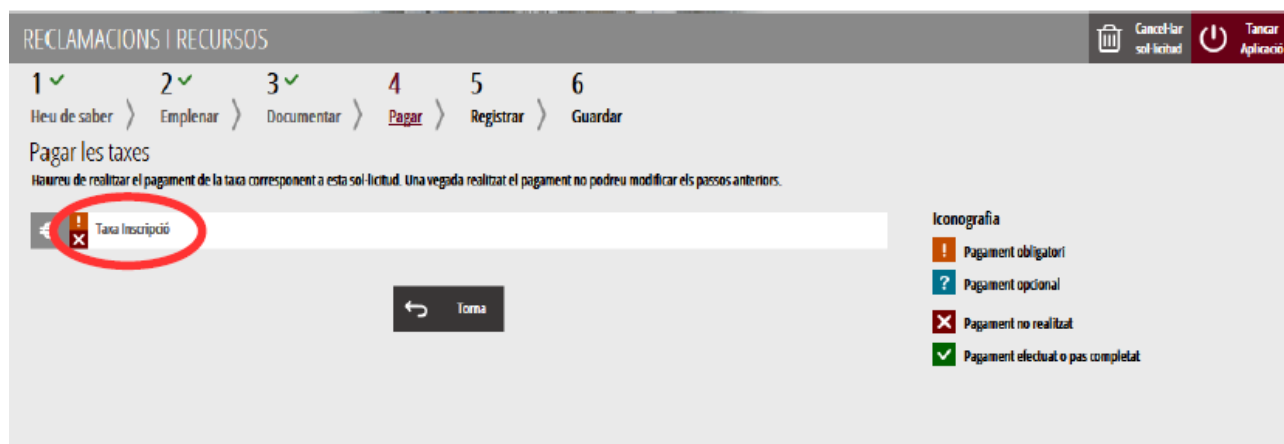 RECLAMACIONS I RECURSOS
Cancel·lar
sol·licitud
Tancar
Aplicació
1 2 3 4 5 6
Heu de saber Emplenar Documentar Pagar Registrar Guardar
Pagar les taxes
Haureu de realitzar el pagament de la taxa corresponent a esta sol·licitud. Una vegada realitzat el pagament no podreu modificar els passos anteriors.
! Taxa Inscripció
Torna
Iconografia
! Pagament obligatori
? Pagament opcional
Pagament no realitzat
Pagament efectuat o pas completat